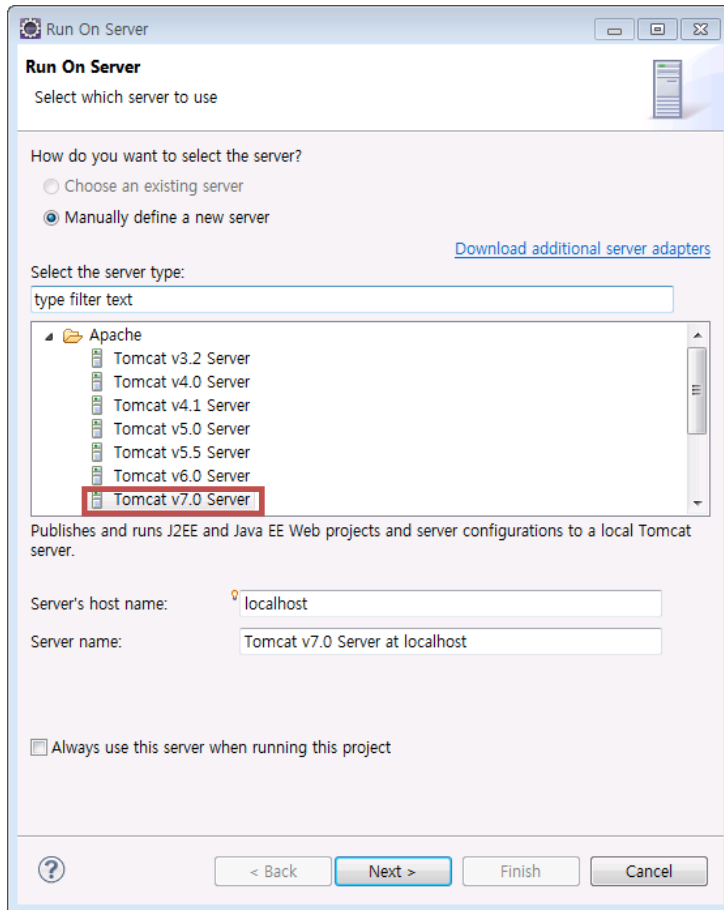 Run On Server
Run On Server
Select which server to use
How do you want to select the server?
Choose an existing server
Manually define a new server
Download additional server adapters
Select the server type:
type filter text
Apache
Tomcat v3.2 Server
Tomcat v4.0 Server
Tomcat v4.1 Server
Tomcat v5.0 Server
Tomcat v5.5 Server
Tomcat v6.0 Server
Tomcat v7.0 Server
Publishes and runs J2EE and Java EE Web projects and server configurations to a local Tomcat
server.
Server's host name: localhost
Server name: Tomcat v7.0 Server at localhost
Always use this server when running this project
? < Back Next > Finish Cancel